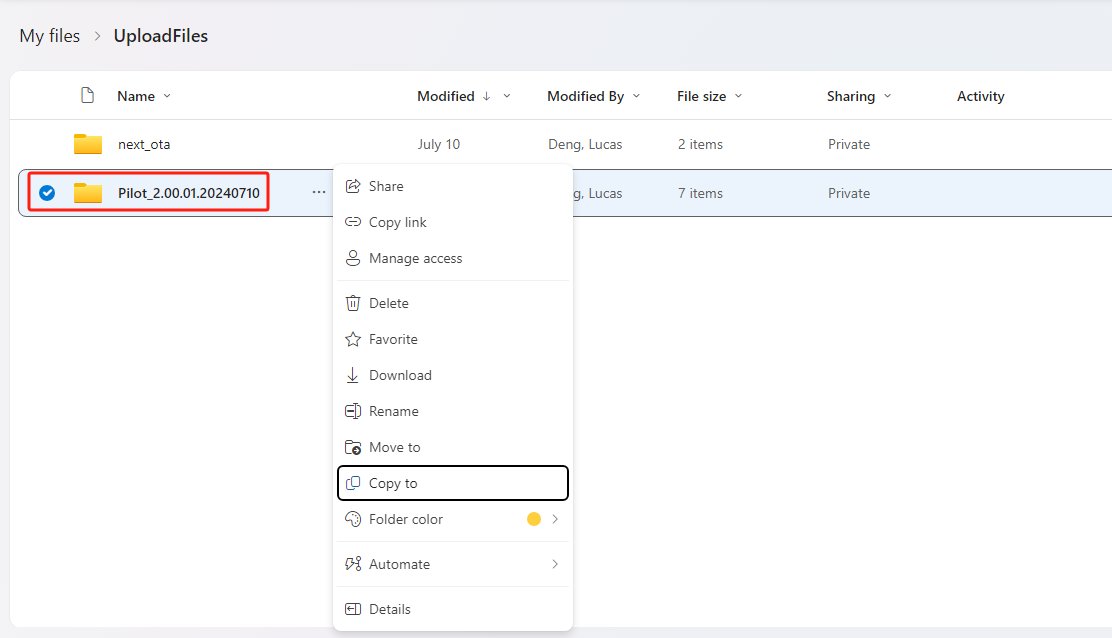 My files > UploadFiles
Name Modified ↓ Modified By File size Sharing Activity
next_ota July 10 Deng, Lucas 2 items Private
Pilot_2.00.01.20240710 ... g, Lucas 7 items Private
Share
Copy link
Manage access
Delete
Favorite
Download
Rename
Move to
Copy to
Folder color
Automate
Details